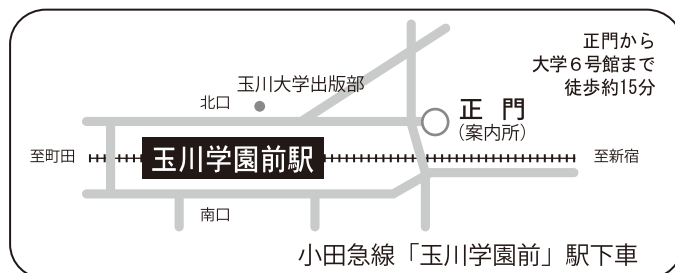 正門から
大学6号館まで
徒歩約15分
玉川大学出版部
北口
正 門
(案内所)
至町田
玉川学園前駅
至新宿
南口
小田急線「玉川学園前」駅下車